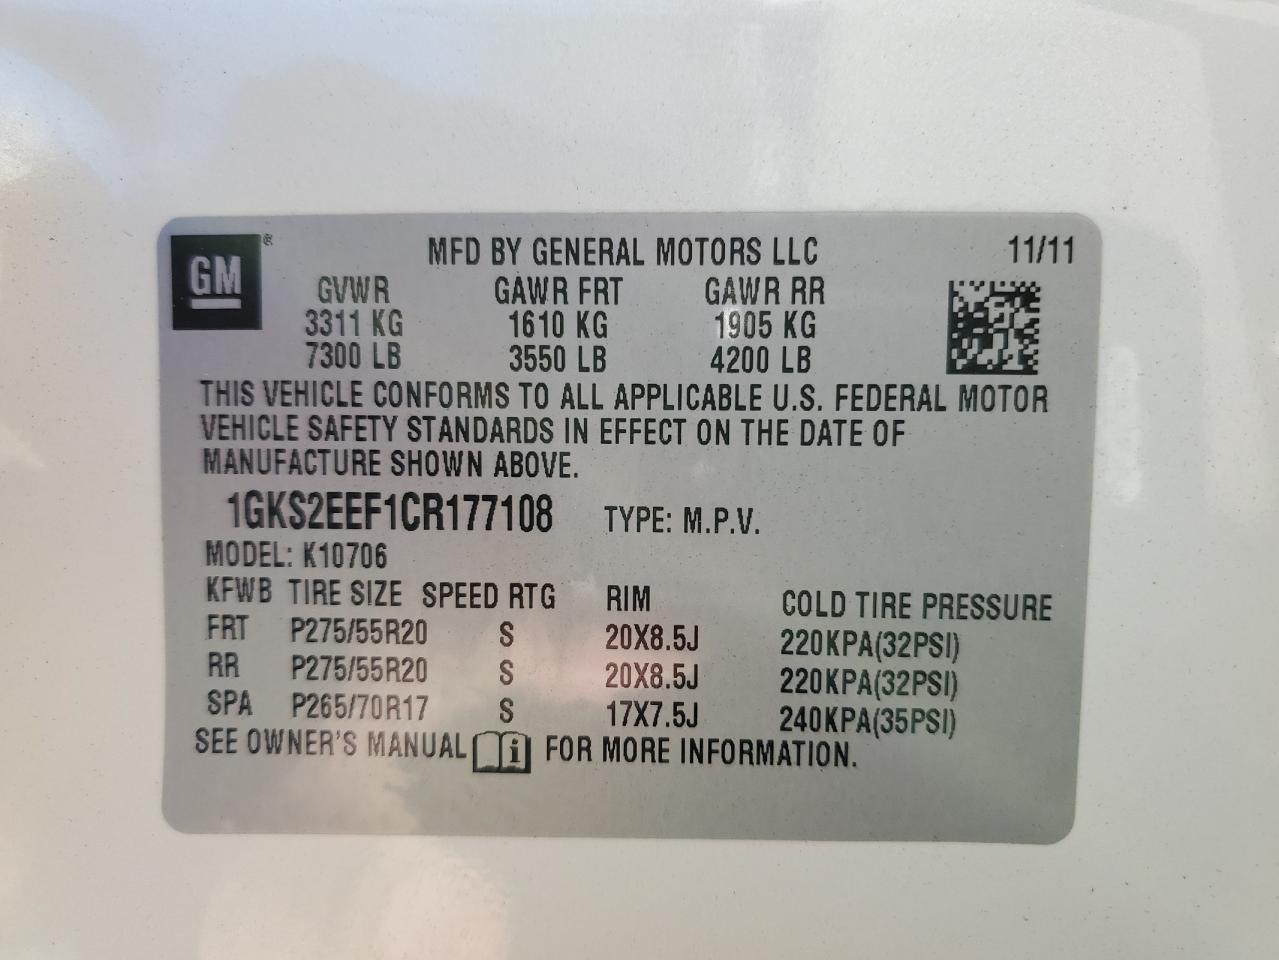 GM ® MFD BY GENERAL MOTORS LLC 11/11
GVWR GAWR FRT GAWR RR
3311 KG 1610 KG 1905 KG
7300 LB 3550 LB 4200 LB
THIS VEHICLE CONFORMS TO ALL APPLICABLE U.S. FEDERAL MOTOR
VEHICLE SAFETY STANDARDS IN EFFECT ON THE DATE OF
MANUFACTURE SHOWN ABOVE.
1GKS2EEF1CR177108 TYPE: M.P.V.
MODEL: K10706
KFWB TIRE SIZE SPEED RTG RIM COLD TIRE PRESSURE
FRT P275/55R20 S 20X8.5J 220KPA(32PSI)
RR P275/55R20 S 20X8.5J 220KPA(32PSI)
SPA P265/70R17 S 17X7.5J 240KPA(35PSI)
SEE OWNER'S MANUAL i FOR MORE INFORMATION.